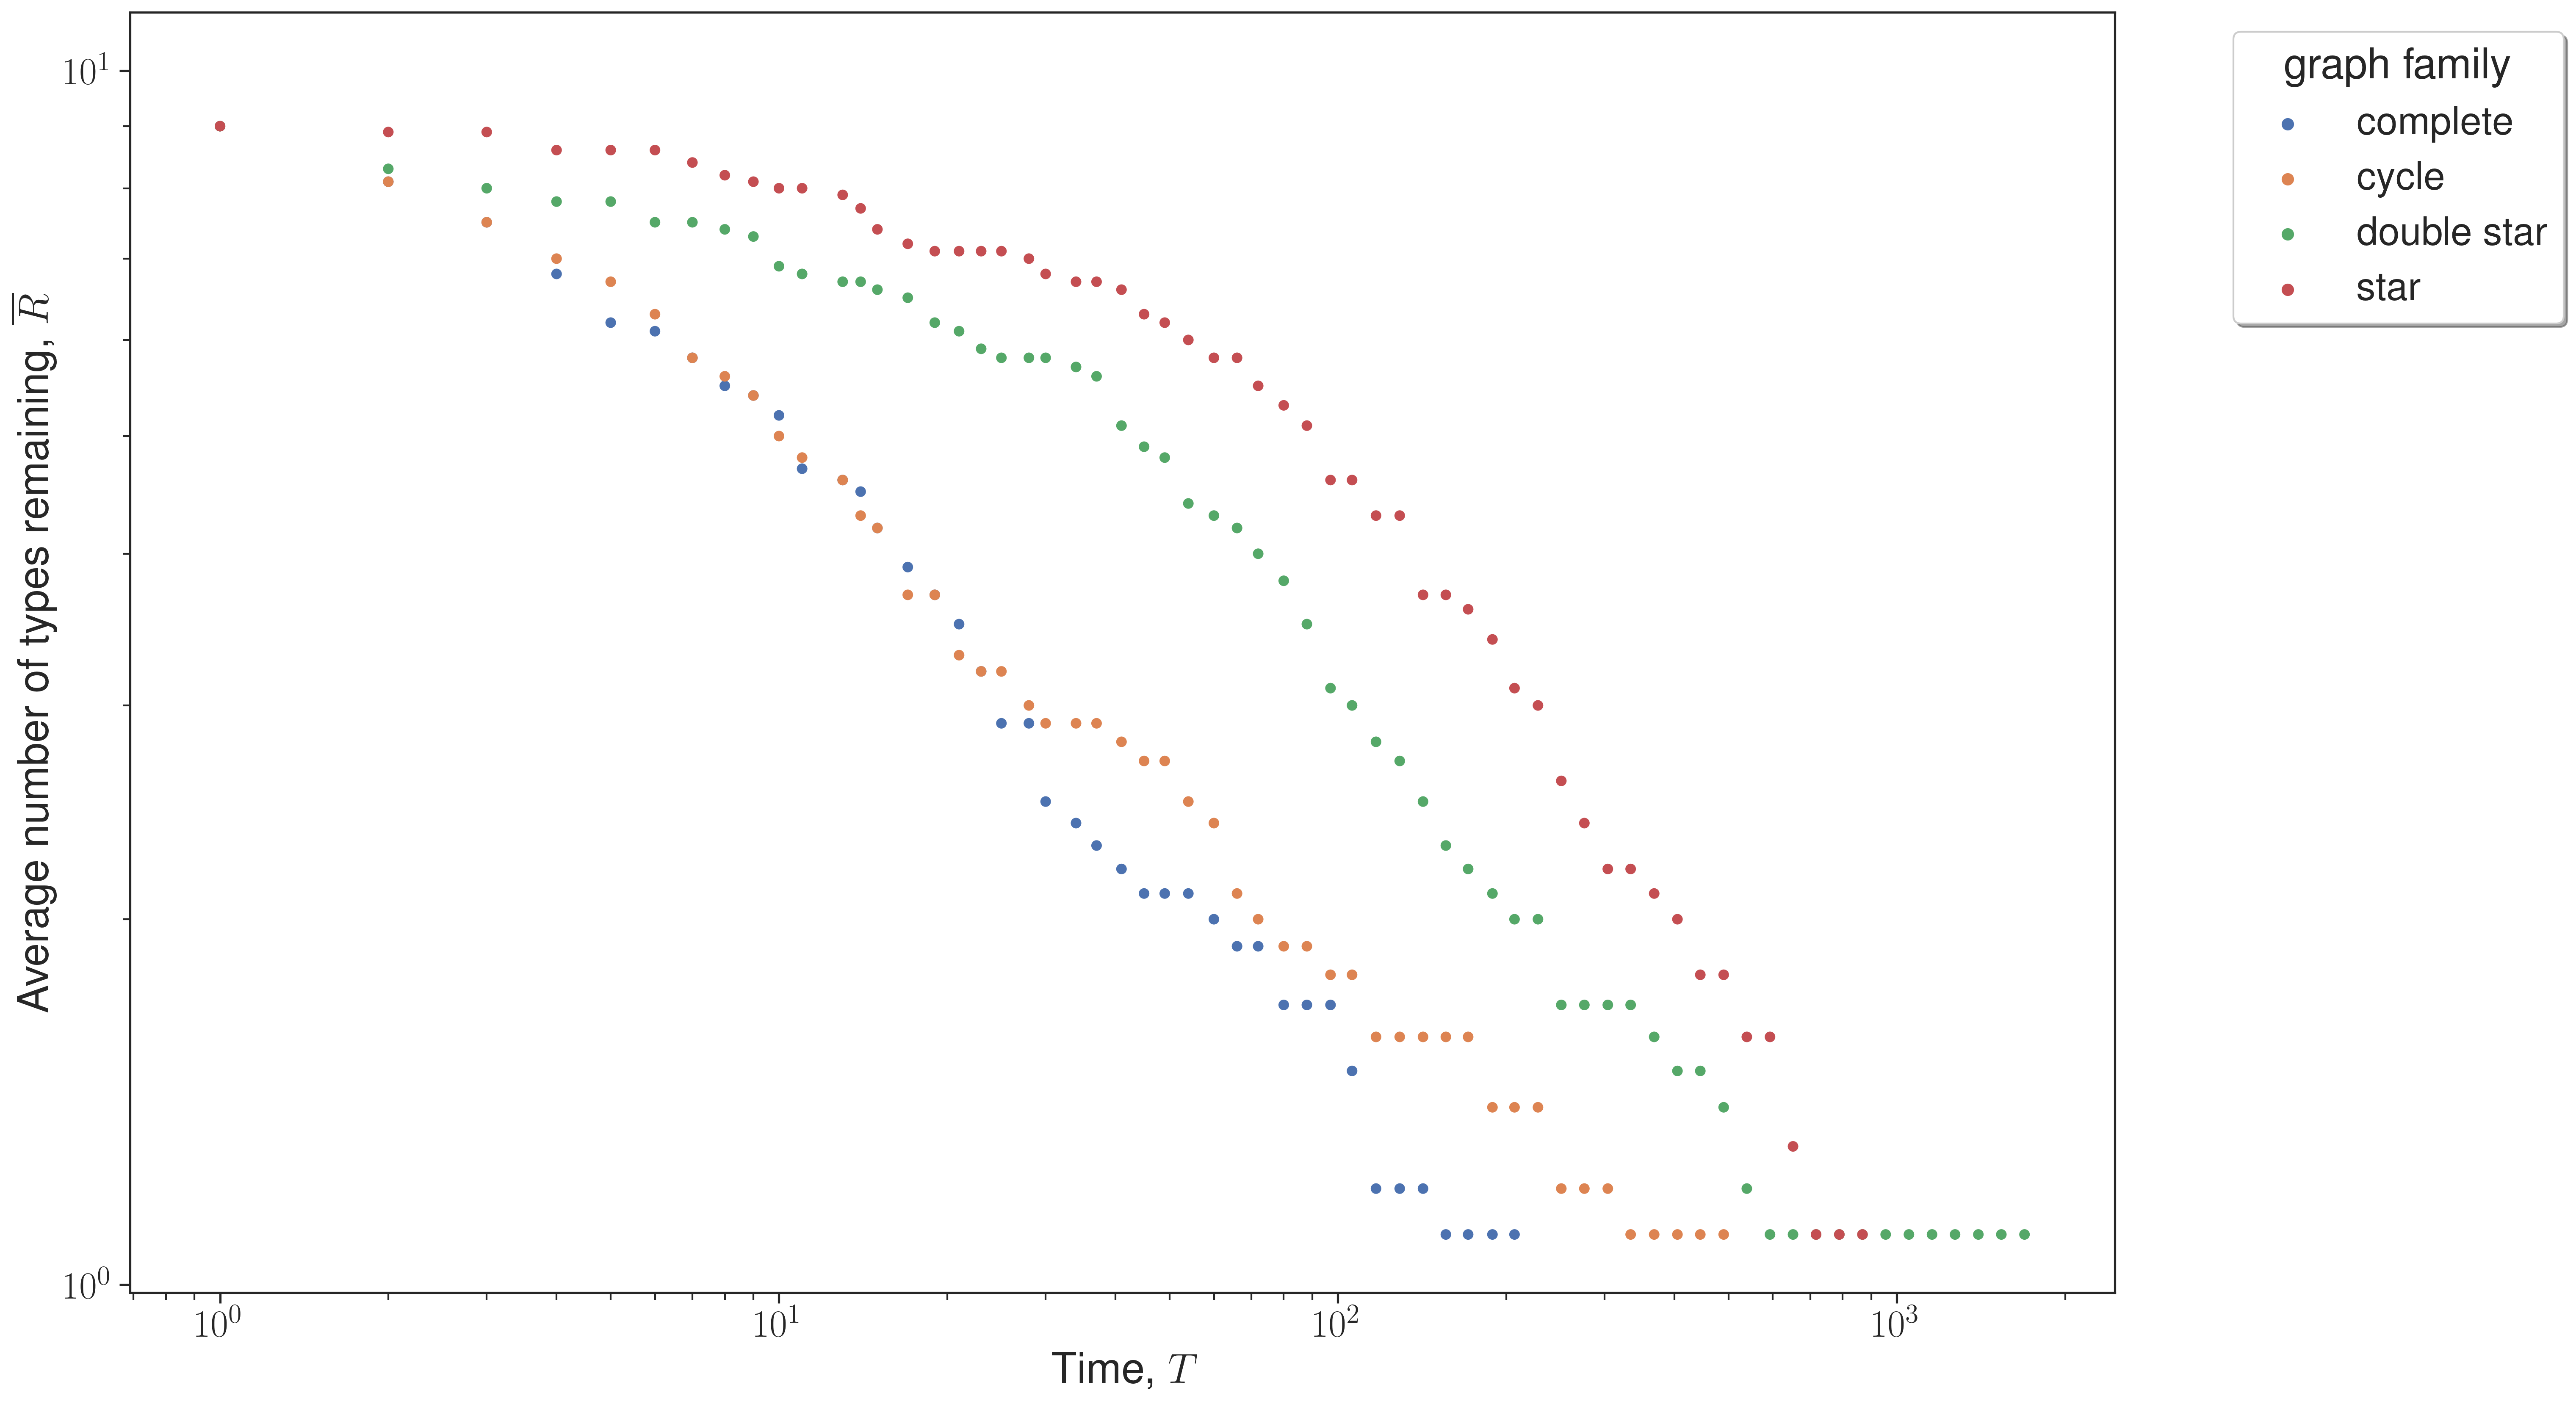 10¹
10⁰
Average number of types remaining, R̅
10⁰ 10¹ 10² 10³
Time, T
graph family
complete
cycle
double star
star